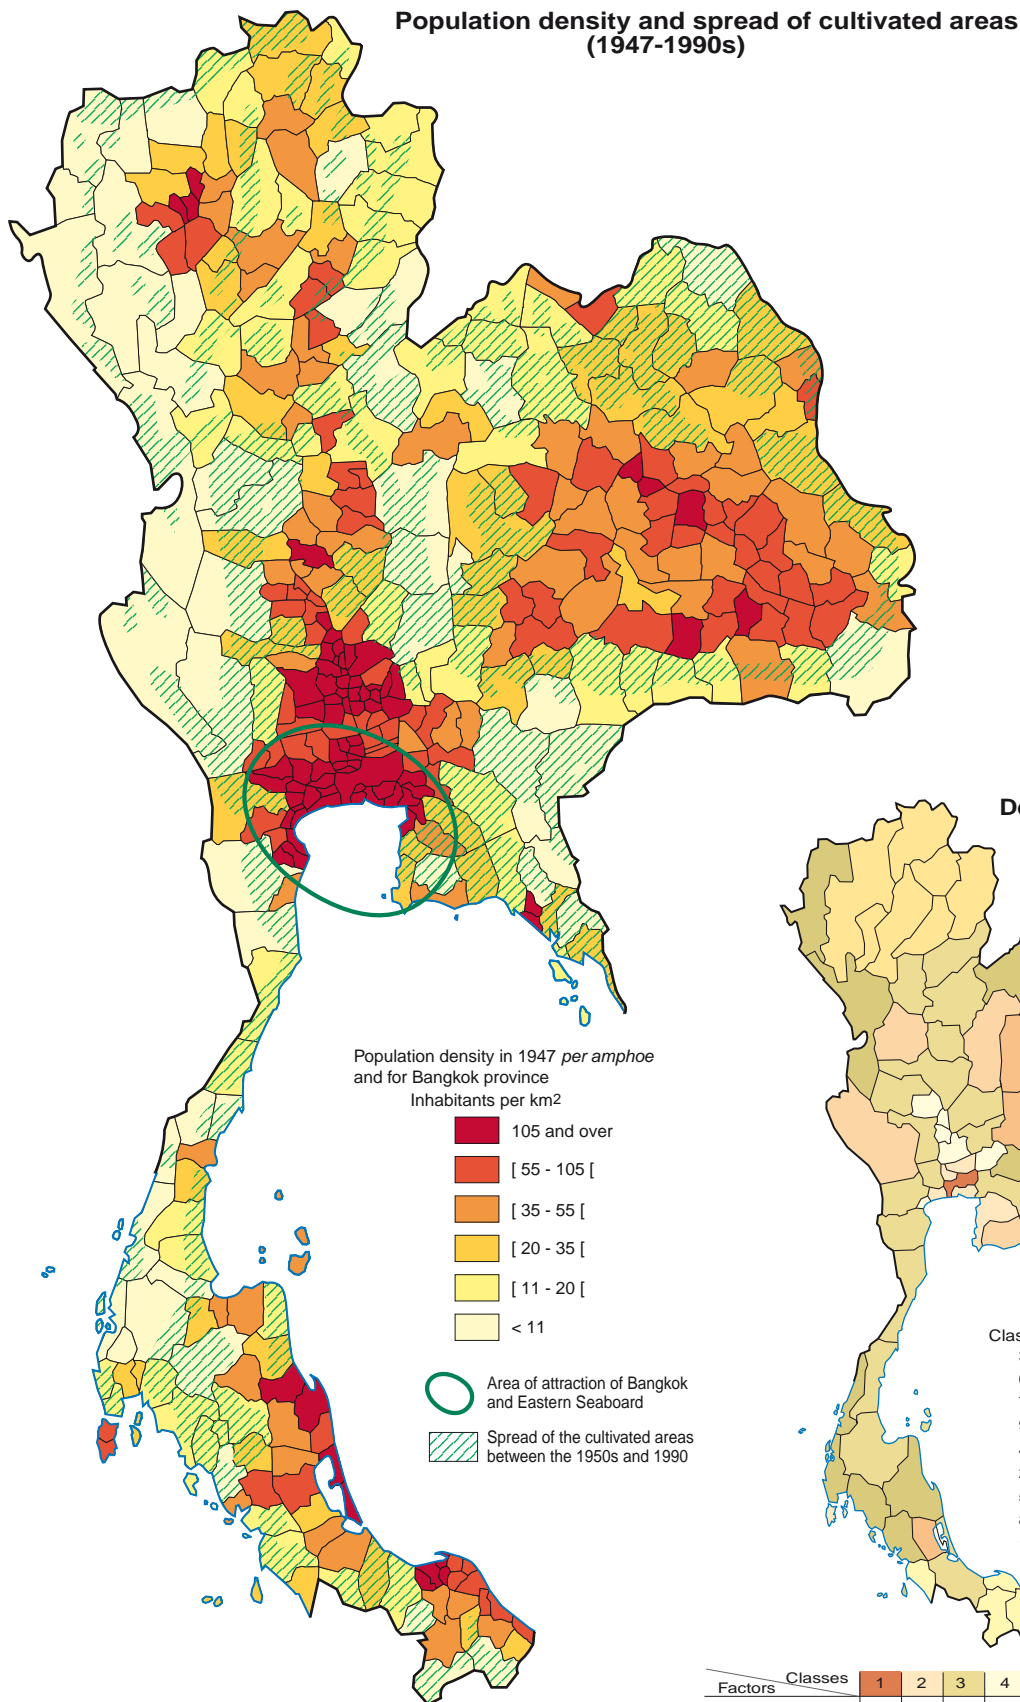 Population density and spread of cultivated areas
(1947-1990s)
Population density in 1947 per amphoe
and for Bangkok province
Inhabitants per km2
105 and over
[ 55 - 105 [
[ 35 - 55 [
[ 20 - 35 [
[ 11 - 20 [
< 11
Area of attraction of Bangkok
and Eastern Seaboard
Spread of the cultivated areas
between the 1950s and 1990
De
Clas
Classes
Factors
1 2 3 4